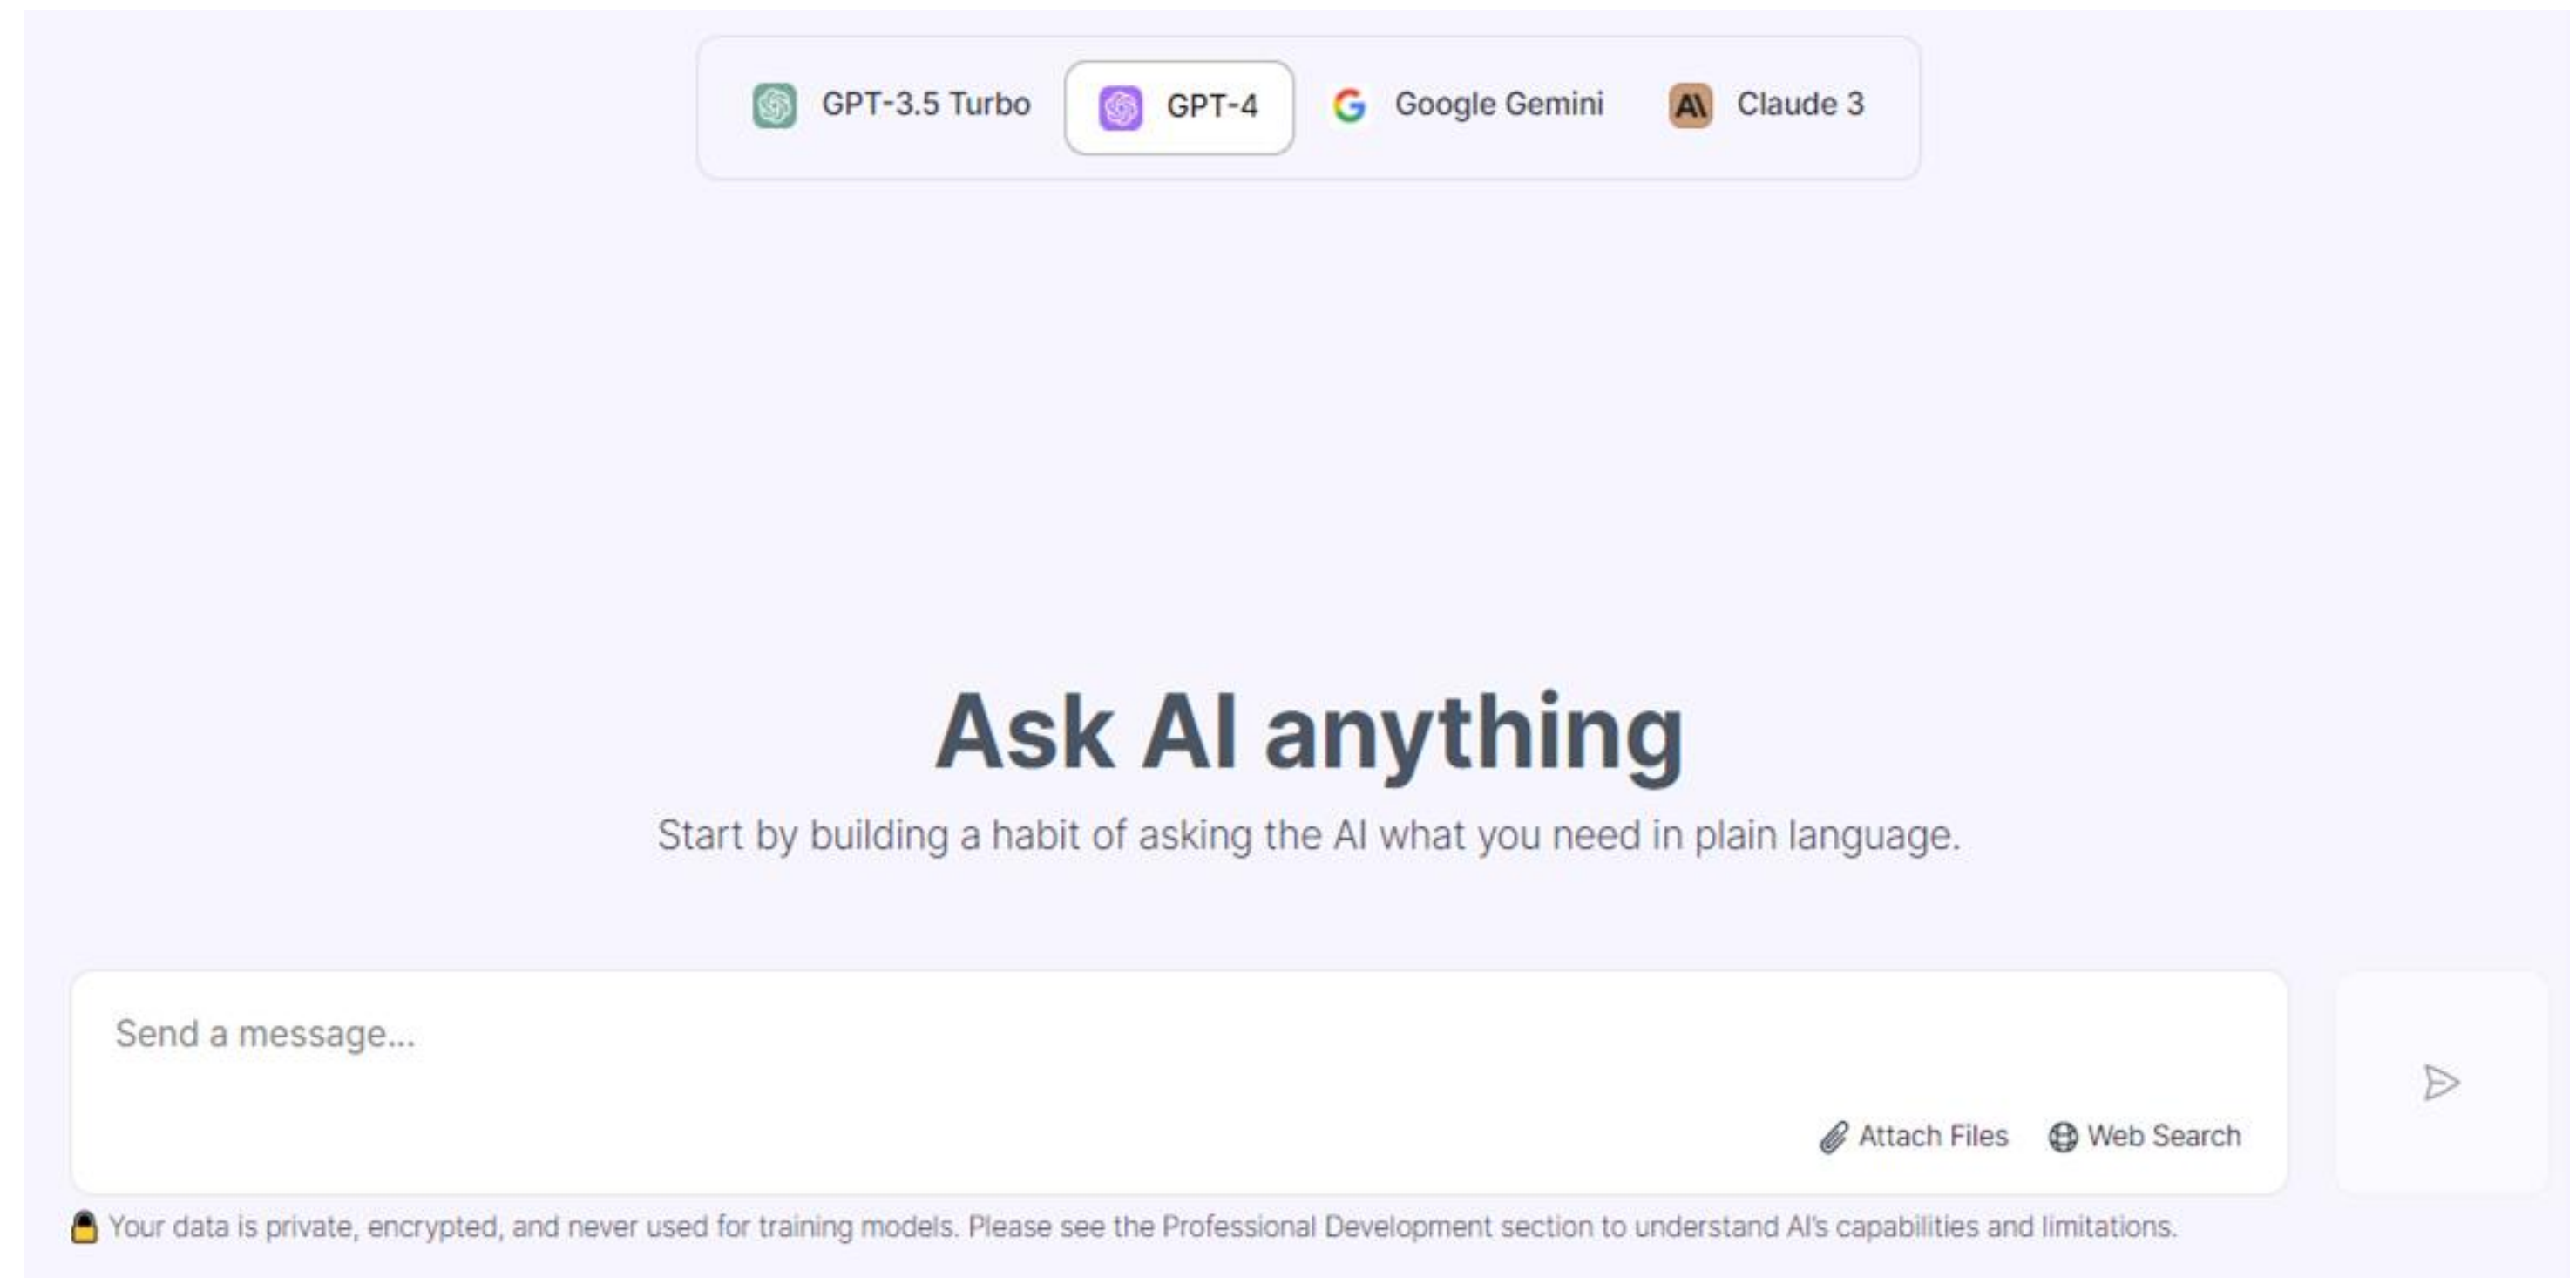 GPT-3.5 Turbo GPT-4 Google Gemini Claude 3
Ask AI anything
Start by building a habit of asking the AI what you need in plain language.
Send a message...
Attach Files Web Search
Your data is private, encrypted, and never used for training models. Please see the Professional Development section to understand AI's capabilities and limitations.